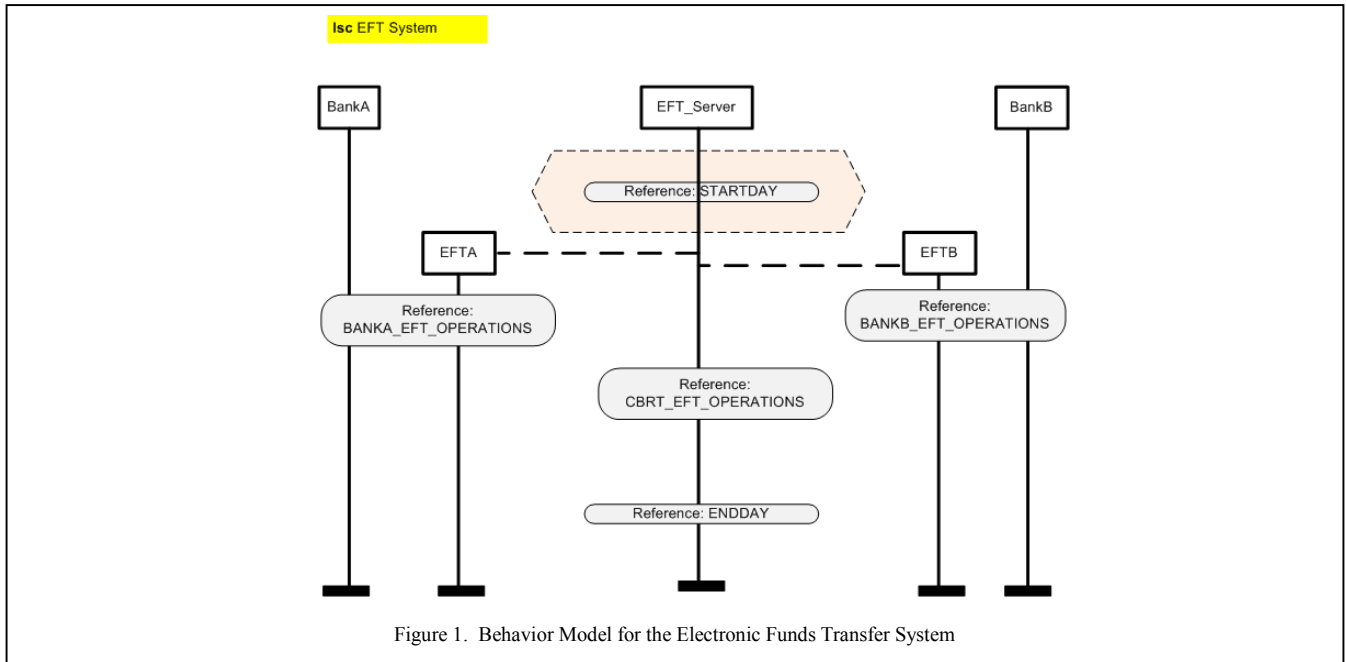 lsc EFT System
BankA
EFT_Server
BankB
Reference: STARTDAY
EFTA
EFTB
Reference:
BANKA_EFT_OPERATIONS
Reference:
BANKB_EFT_OPERATIONS
Reference:
CBRT_EFT_OPERATIONS
Reference: ENDDAY
Figure 1. Behavior Model for the Electronic Funds Transfer System